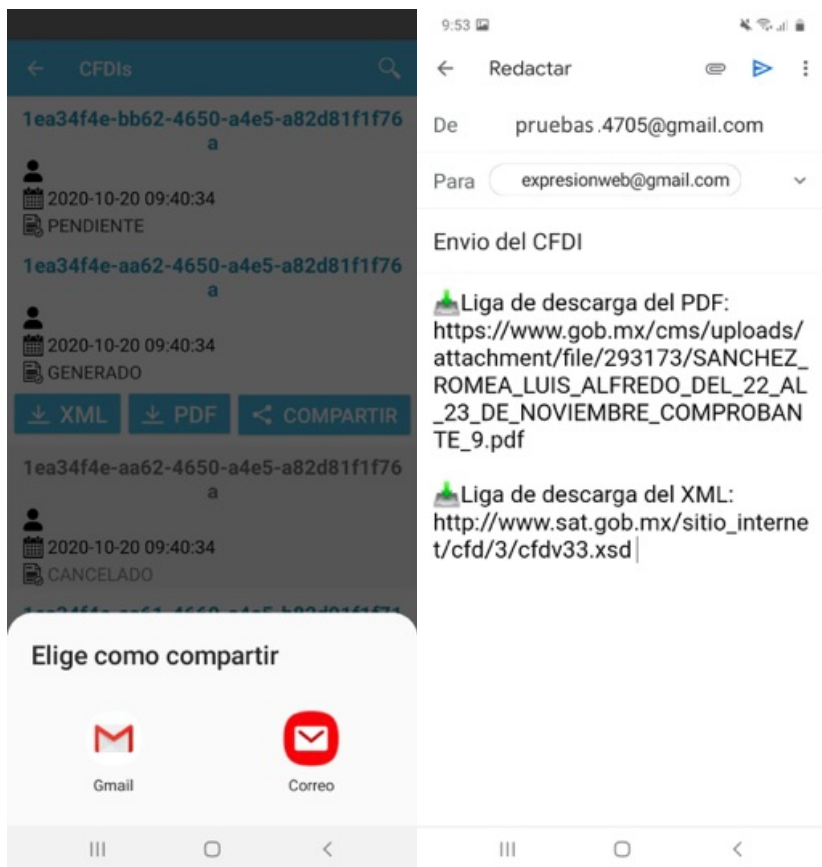 CFDIs
1ea34f4e-bb62-4650-a4e5-a82d81f1f76
a
2020-10-20 09:40:34
PENDIENTE
1ea34f4e-aa62-4650-a4e5-a82d81f1f76
a
2020-10-20 09:40:34
GENERADO
XML PDF COMPARTIR
1ea34f4e-aa62-4650-a4e5-a82d81f1f76
a
2020-10-20 09:40:34
CANCELADO
Elige como compartir
Gmail Correo
9:53
Redactar
De pruebas.4705@gmail.com
Para expresionweb@gmail.com
Envio del CFDI
Liga de descarga del PDF:
https://www.gob.mx/cms/uploads/
attachment/file/293173/SANCHEZ_
ROMEA_LUIS_ALFREDO_DEL_22_AL
_23_DE_NOVIEMBRE_COMPROBAN
TE_9.pdf
Liga de descarga del XML:
http://www.sat.gob.mx/sitio_interne
t/cfd/3/cfdv33.xsd